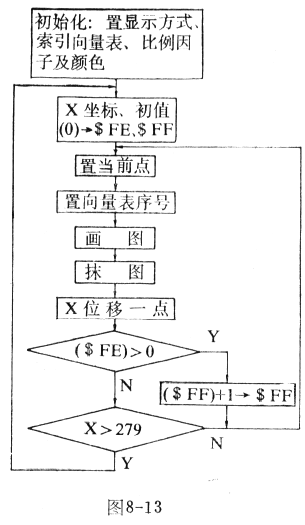 初始化：置显示方式、
索引向量表、比例因
子及颜色
X 坐标、初值
(0)→$FE,$FF
置当前点
置向量表序号
画 图
抹 图
X 位移一点
($FE)>0
Y
N
($FF)+1→$FF
X>279
N
Y
图8-13